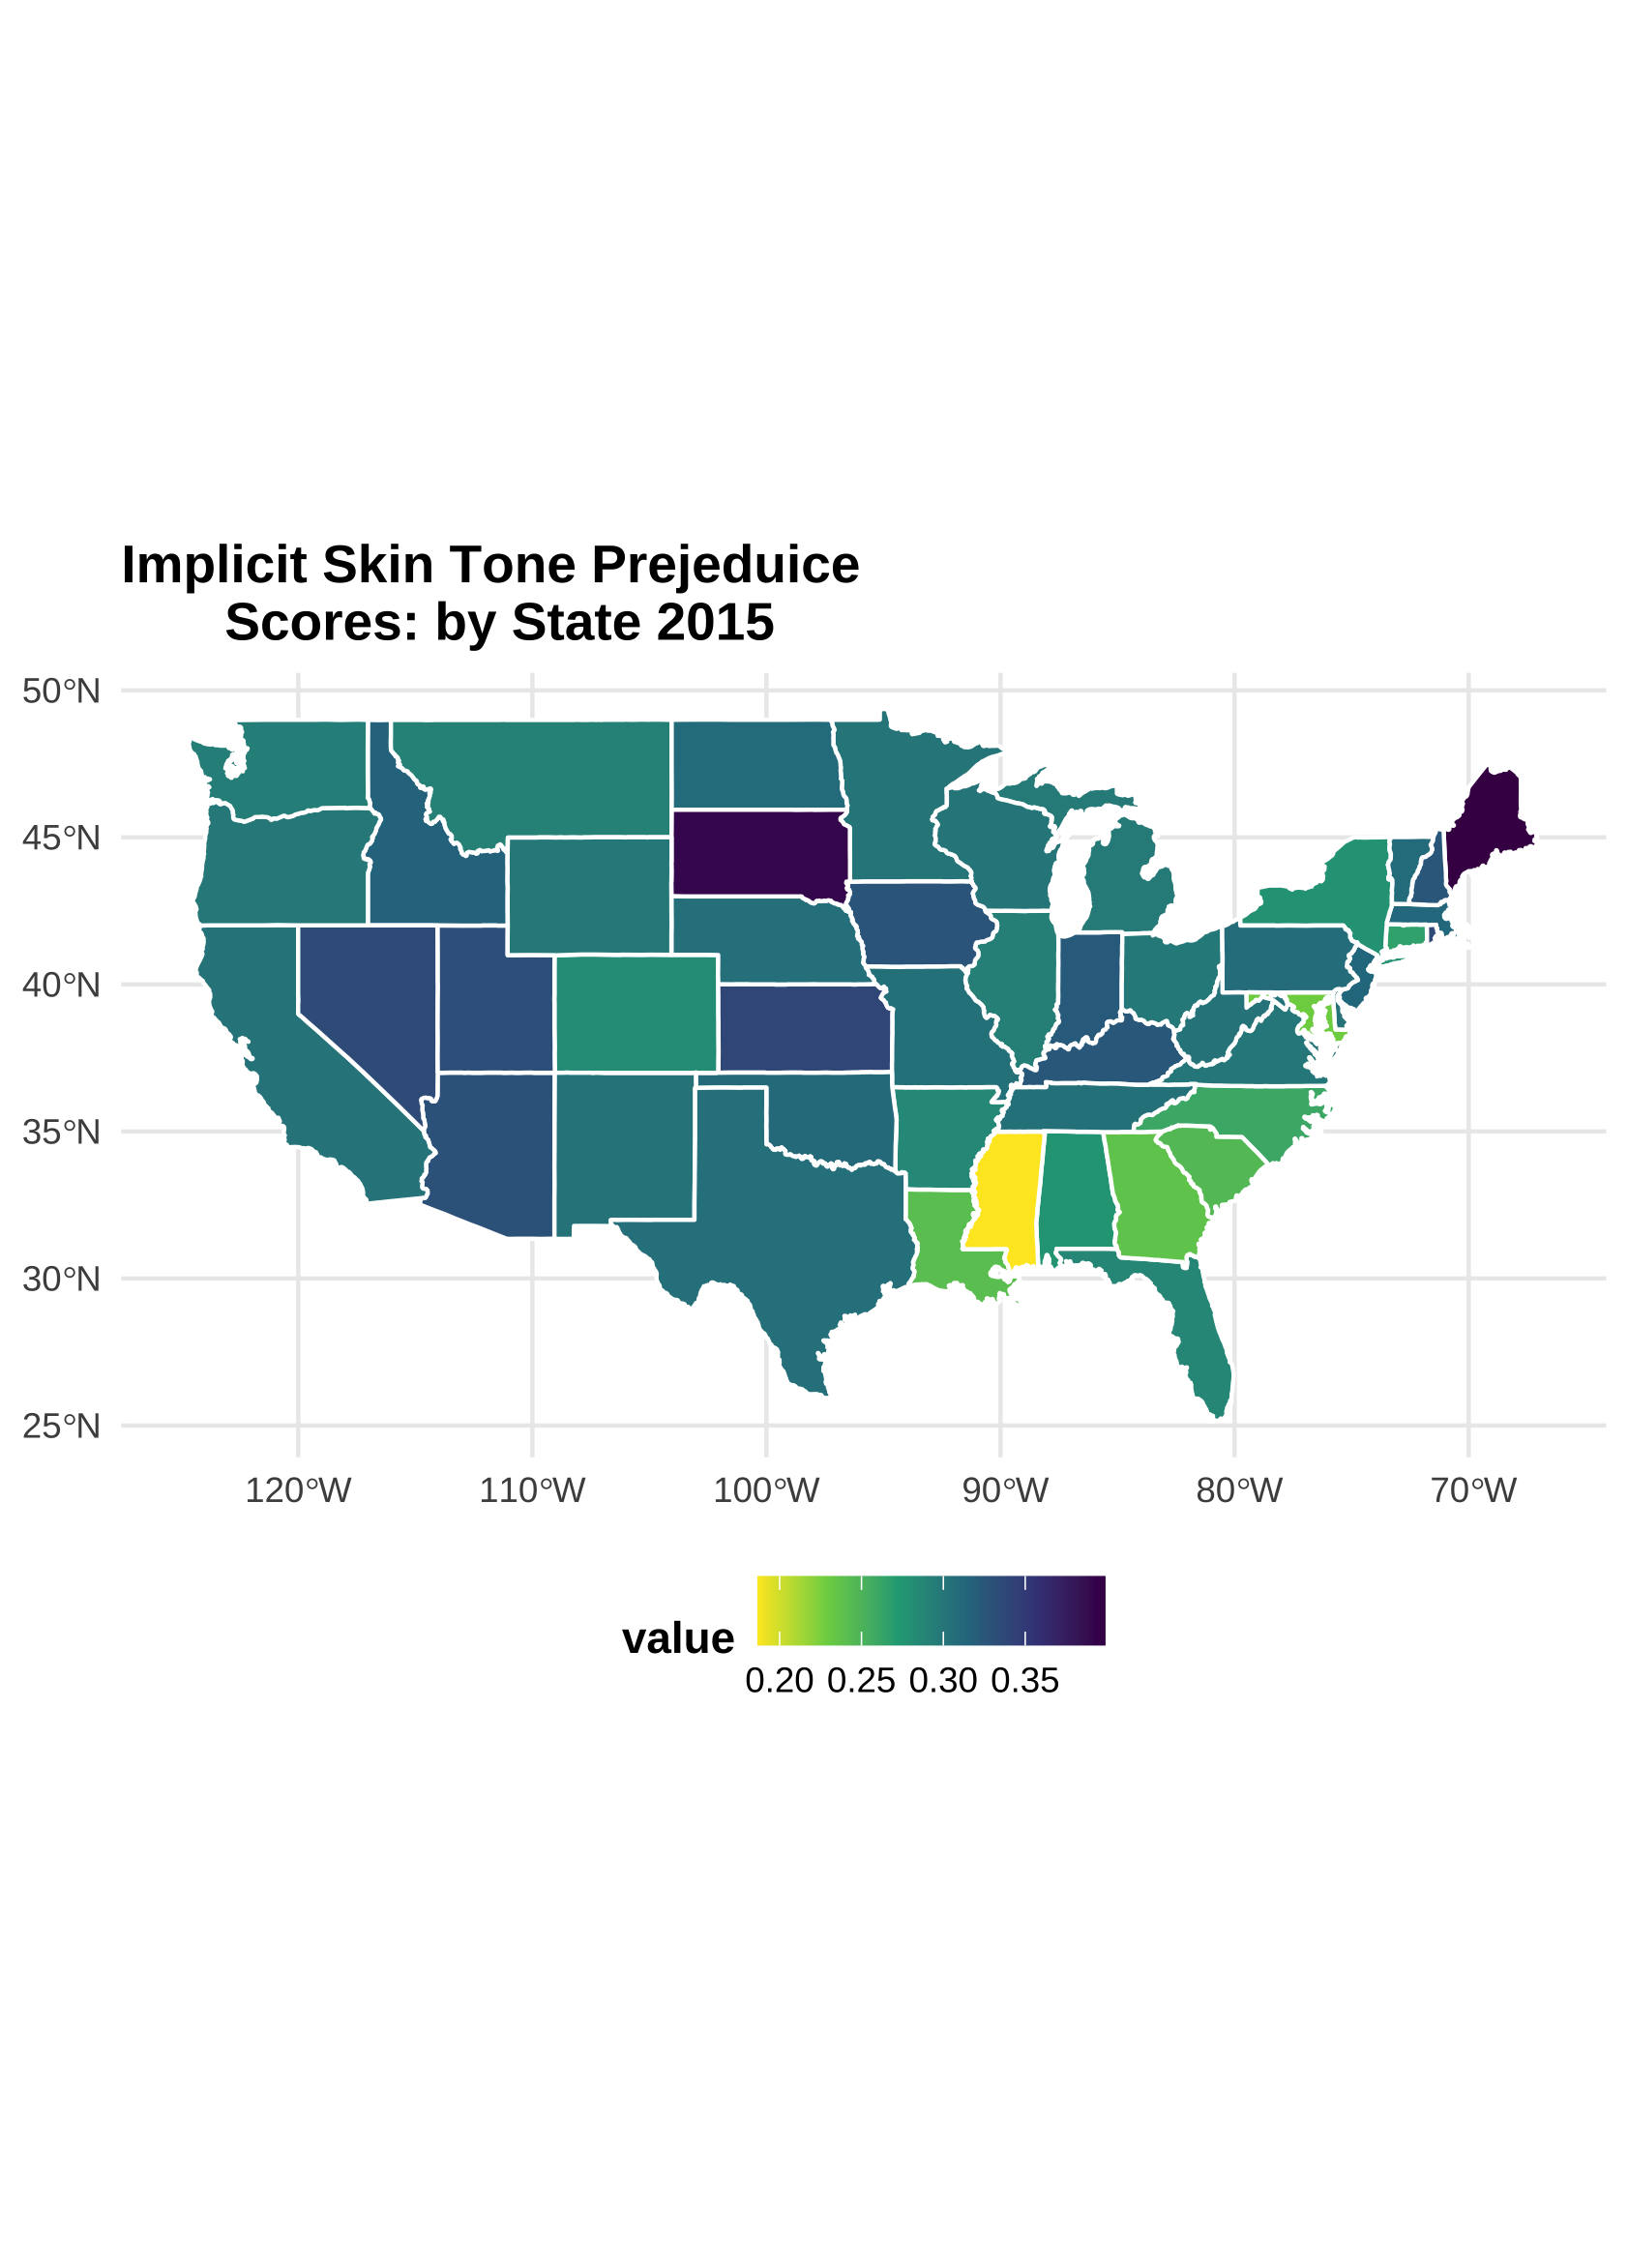 Implicit Skin Tone Prejeduice
Scores: by State 2015
50°N
45°N
40°N
35°N
30°N
25°N
120°W 110°W 100°W 90°W 80°W 70°W
value
0.20 0.25 0.30 0.35